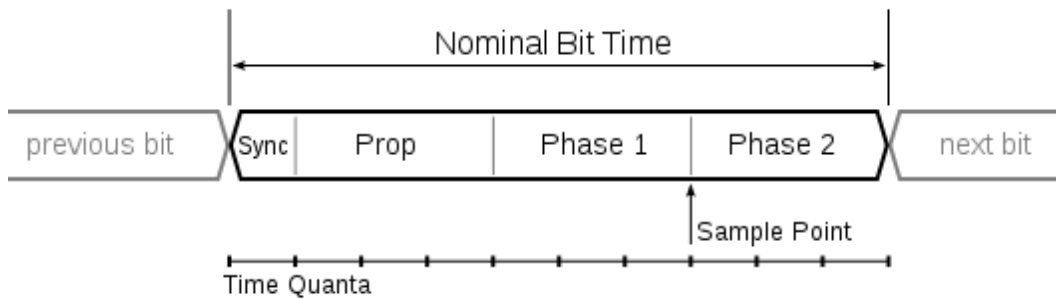 Nominal Bit Time
previous bit Sync Prop Phase 1 Phase 2 next bit
Sample Point
Time Quanta